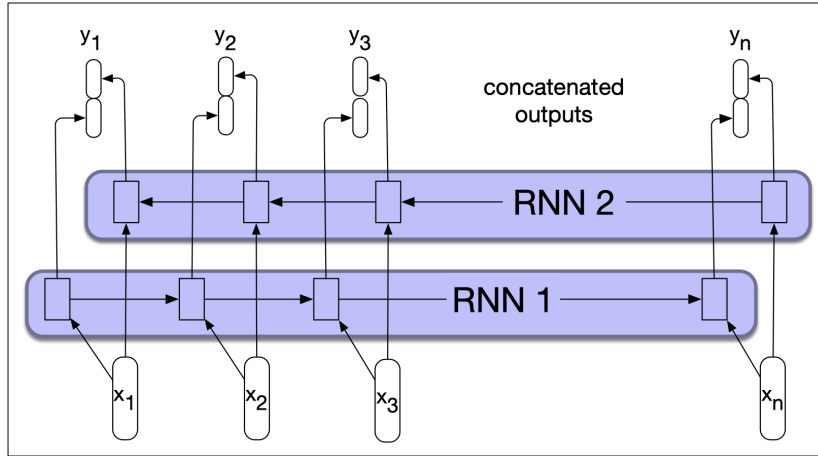 y₁ y₂ y₃ yₙ
concatenated
outputs
RNN 2
RNN 1
x₁ x₂ x₃ xₙ